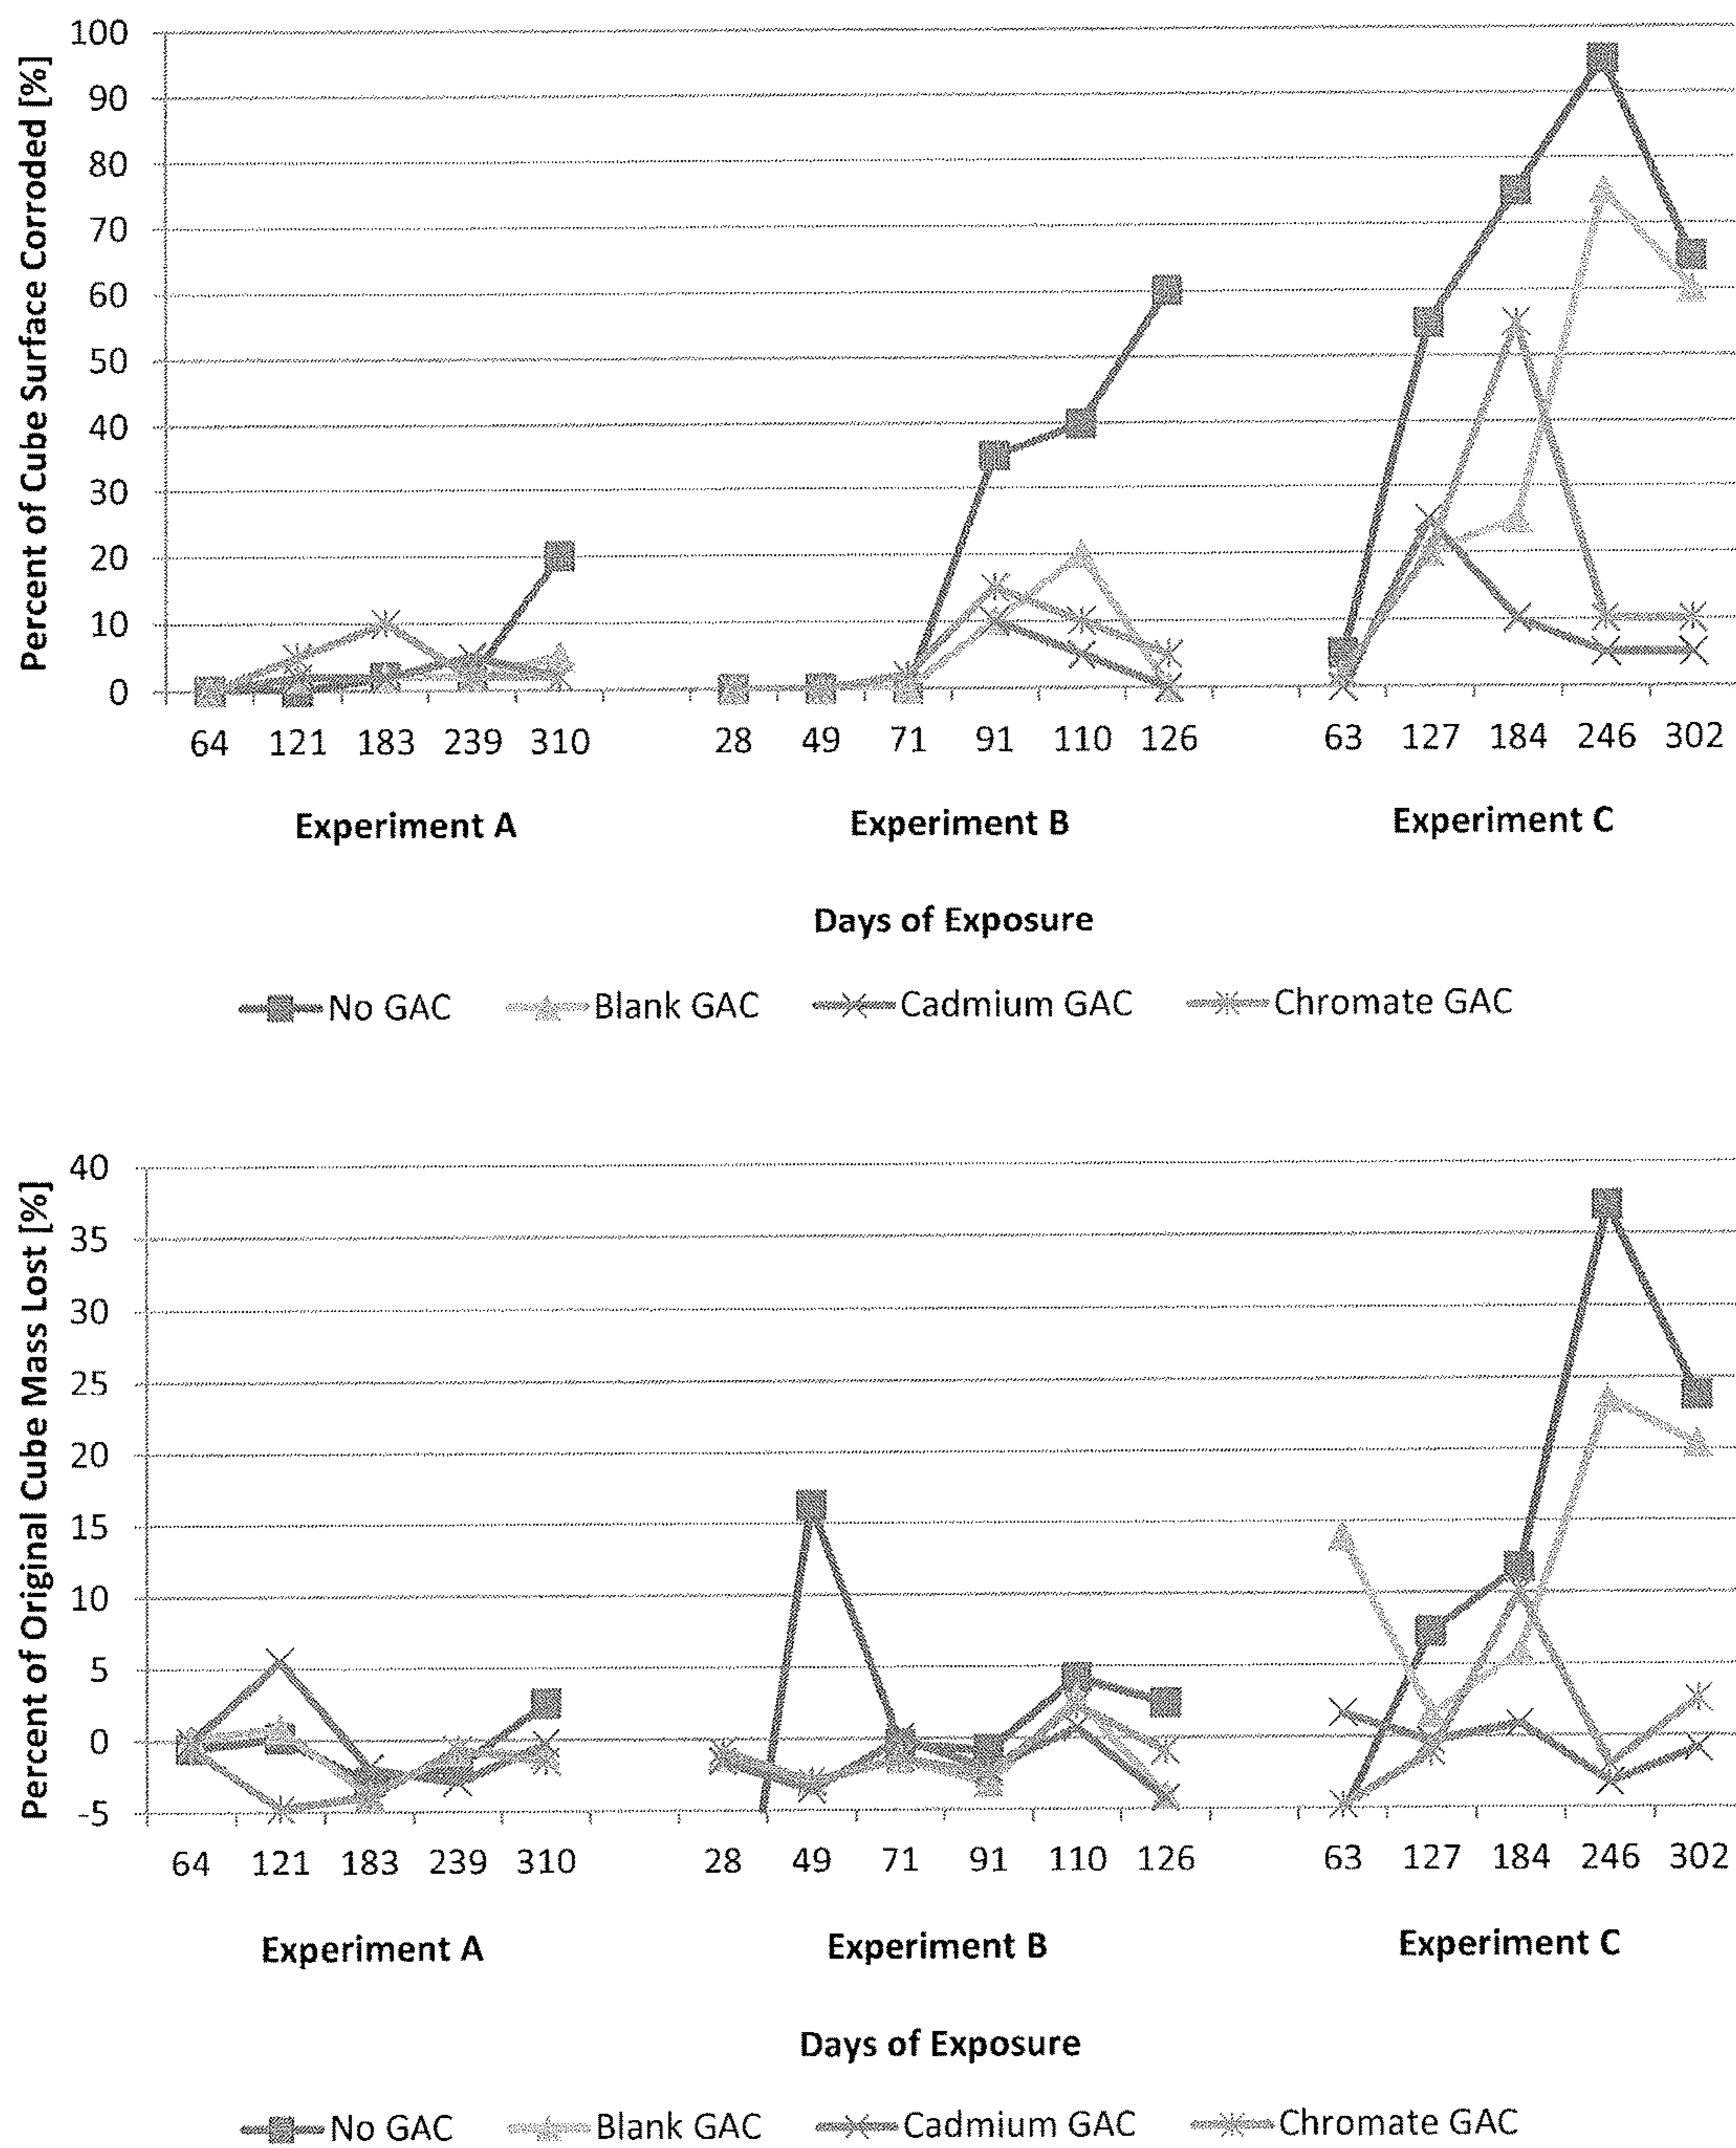 Percent of Cube Surface Corroded [%]
100
90
80
70
60
50
40
30
20
10
0
64 121 183 239 310 28 49 71 91 110 126 63 127 184 246 302
Experiment A Experiment B Experiment C
Days of Exposure
No GAC Blank GAC Cadmium GAC Chromate GAC
Percent of Original Cube Mass Lost [%]
40
35
30
25
20
15
10
5
0
-5
64 121 183 239 310 28 49 71 91 110 126 63 127 184 246 302
Experiment A Experiment B Experiment C
Days of Exposure
No GAC Blank GAC Cadmium GAC Chromate GAC